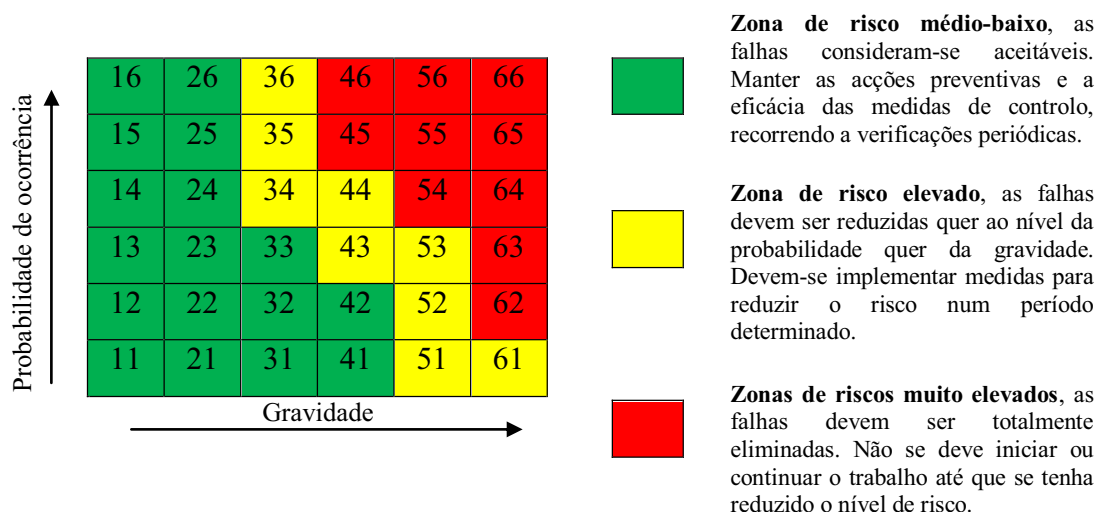 Probabilidade de ocorrência
16 26 36 46 56 66
15 25 35 45 55 65
14 24 34 44 54 64
13 23 33 43 53 63
12 22 32 42 52 62
11 21 31 41 51 61
Gravidade
Zona de risco médio-baixo, as
falhas consideram-se aceitáveis.
Manter as acções preventivas e a
eficácia das medidas de controlo,
recorrendo a verificações periódicas.
Zona de risco elevado, as falhas
devem ser reduzidas quer ao nível da
probabilidade quer da gravidade.
Devem-se implementar medidas para
reduzir o risco num período
determinado.
Zonas de riscos muito elevados, as
falhas devem ser totalmente
eliminadas. Não se deve iniciar ou
continuar o trabalho até que se tenha
reduzido o nível de risco.